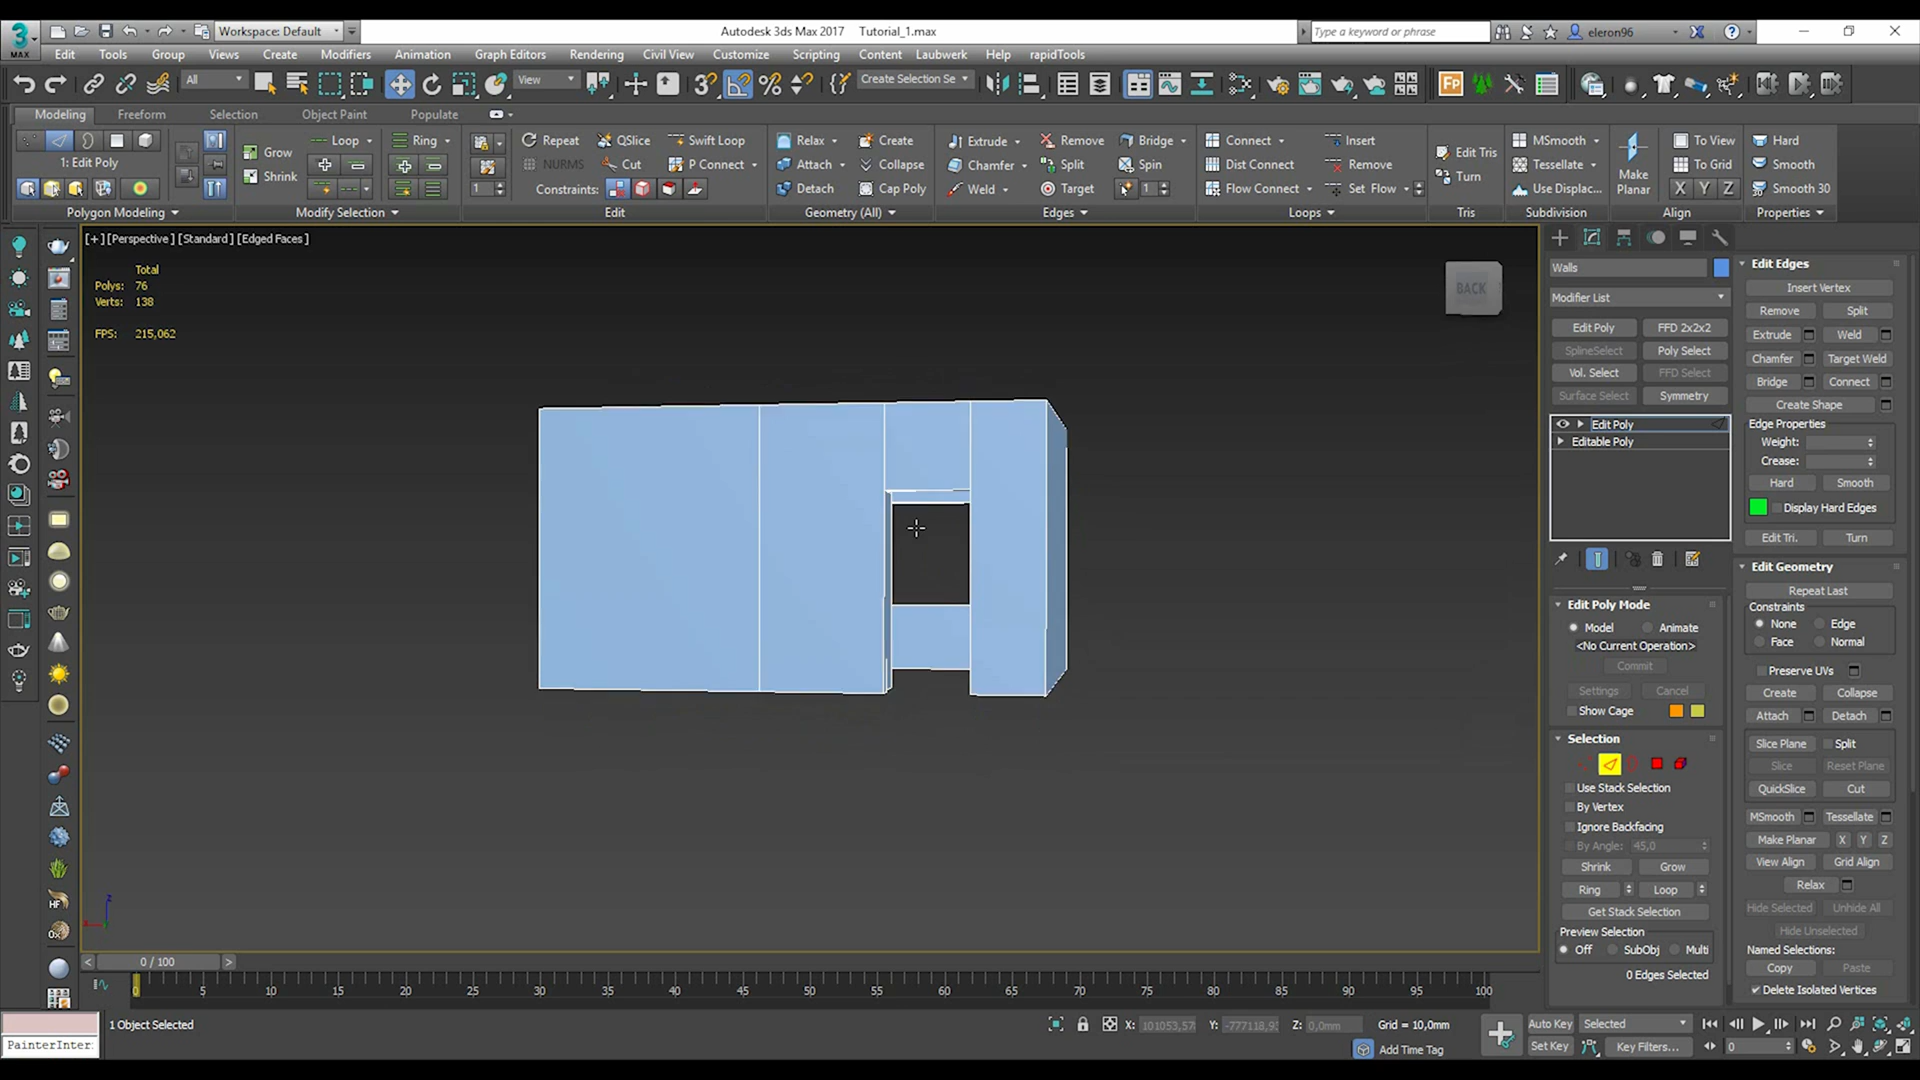 Workspace: Default
Autodesk 3ds Max 2017 Tutorial_1.max
Type a keyword or phrase
eleron96
3
MAX
Edit Tools Group Views Create Modifiers Animation Graph Editors Rendering Civil View Customize Scripting Content Laubwerk Help rapidTools
All View Create Selection Se Fp
Modeling Freeform Selection Object Paint Populate
Loop Ring Repeat QSlice Swift Loop Relax Create Extrude Remove Bridge Connect Insert MSmooth To View Hard
1: Edit Poly Grow NURMS Cut P Connect Attach Collapse Chamfer Split Spin Dist Connect Remove Edit Tris Tessellate Make Planar To Grid Smooth
Shrink 1 Constraints: Detach Cap Poly Weld Target 1 Flow Connect Set Flow Turn Use Displac... X Y Z Smooth 30
Polygon Modeling Modify Selection Edit Geometry (All) Edges Loops Tris Subdivision Align Properties
[+] [Perspective] [Standard] [Edged Faces]
Total
Polys: 76
Verts: 138
FPS: 215,062
BACK
HF
z
Walls
Modifier List
Edit Poly FFD 2x2x2
SplineSelect Poly Select
Vol. Select FFD Select
Surface Select Symmetry
Edit Poly
Editable Poly
Edit Poly Mode
Model Animate
<No Current Operation>
Commit
Settings Cancel
Show Cage
Selection
Use Stack Selection
By Vertex
Ignore Backfacing
By Angle: 45,0
Shrink Grow
Ring Loop
Get Stack Selection
Preview Selection
Off SubObj Multi
0 Edges Selected
Edit Edges
Insert Vertex
Remove Split
Extrude Weld
Chamfer Target Weld
Bridge Connect
Create Shape
Edge Properties
Weight:
Crease:
Hard Smooth
Display Hard Edges
Edit Tri. Turn
Edit Geometry
Repeat Last
Constraints
None Edge
Face Normal
Preserve UVs
Create Collapse
Attach Detach
Slice Plane Split
Slice Reset Plane
QuickSlice Cut
MSmooth Tessellate
Make Planar X Y Z
View Align Grid Align
Relax
Hide Selected Unhide All
Hide Unselected
Named Selections:
Copy Paste
Delete Isolated Vertices
< 0 / 100 >
0 5 10 15 20 25 30 35 40 45 50 55 60 65 70 75 80 85 90 95 100
1 Object Selected
X: 101053,57 Y: -777118,9 Z: 0,0mm Grid = 10,0mm
Auto Key Selected
PainterInter
Add Time Tag
Set Key Key Filters... 0